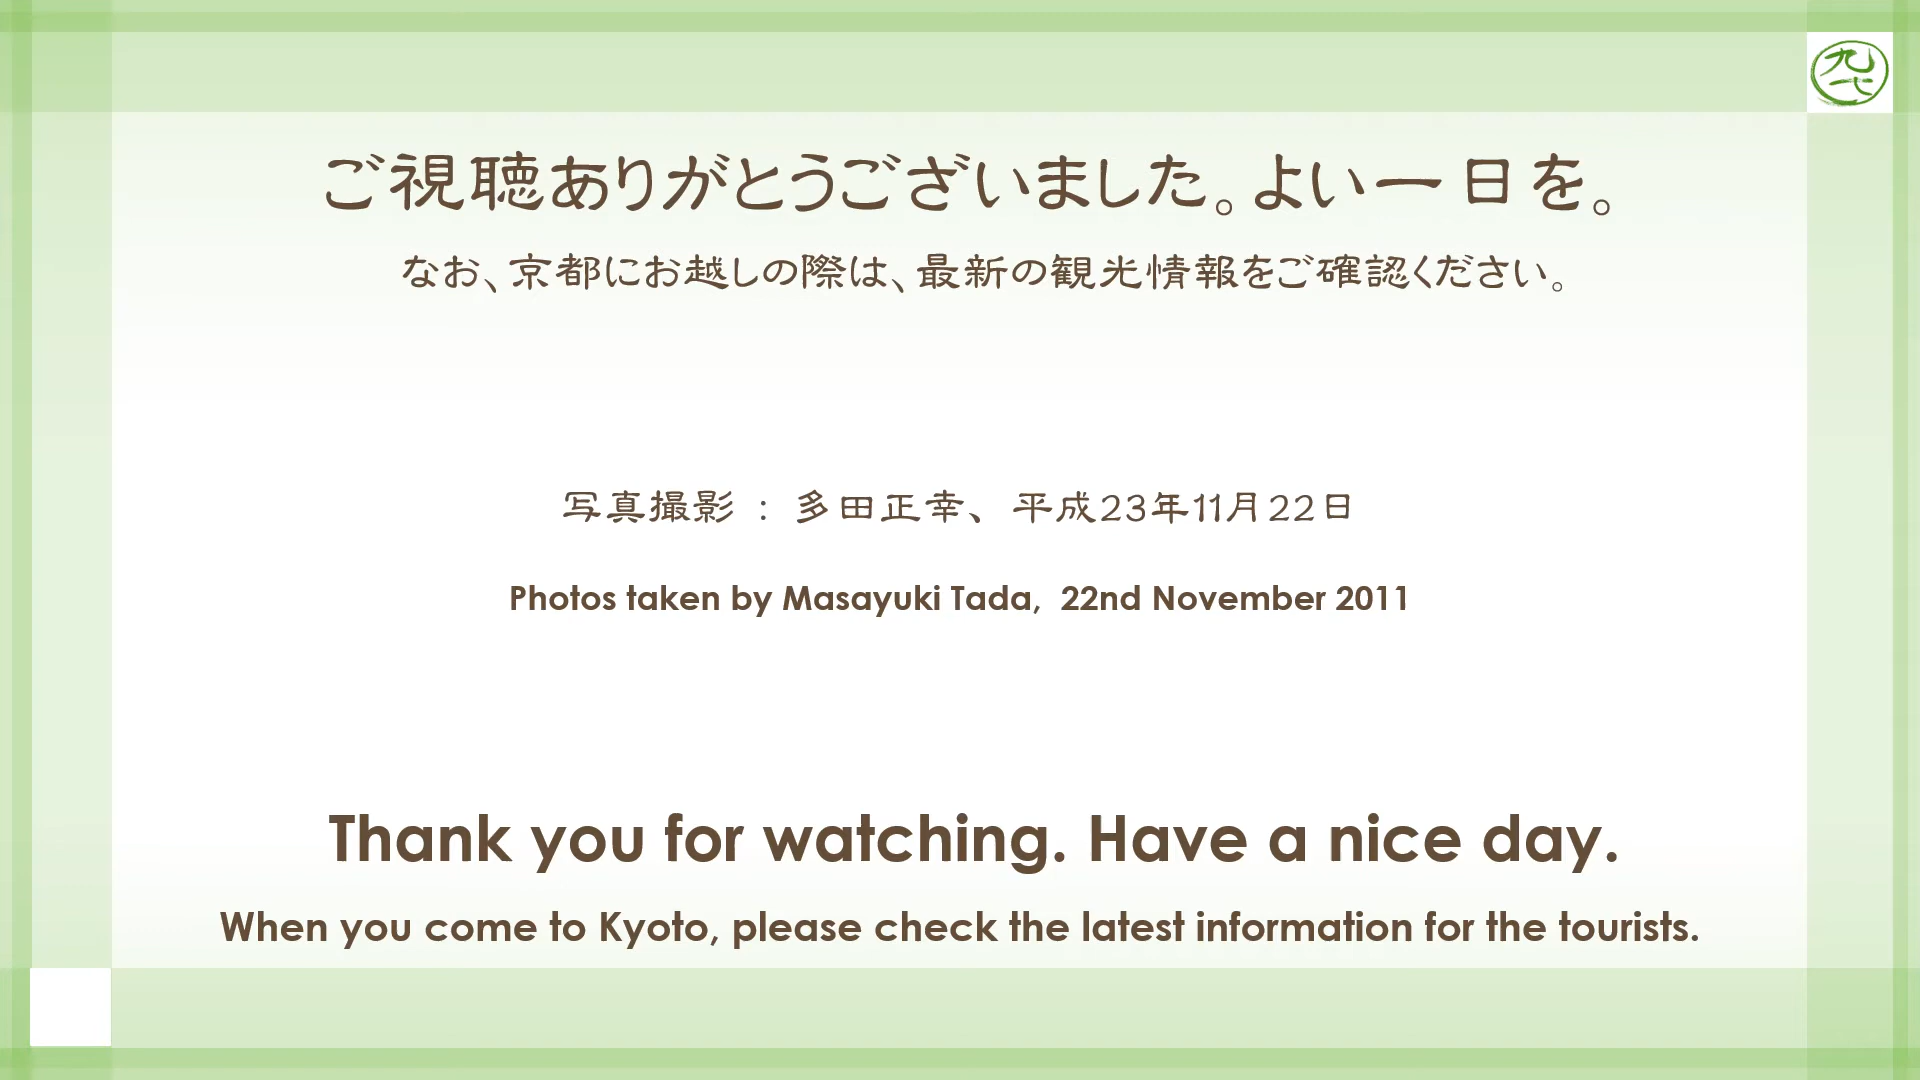 九代
ご視聴ありがとうございました。よい一日を。
なお、京都にお越しの際は、最新の観光情報をご確認ください。
写真撮影 : 多田正幸、平成23年11月22日
Photos taken by Masayuki Tada, 22nd November 2011
Thank you for watching. Have a nice day.
When you come to Kyoto, please check the latest information for the tourists.